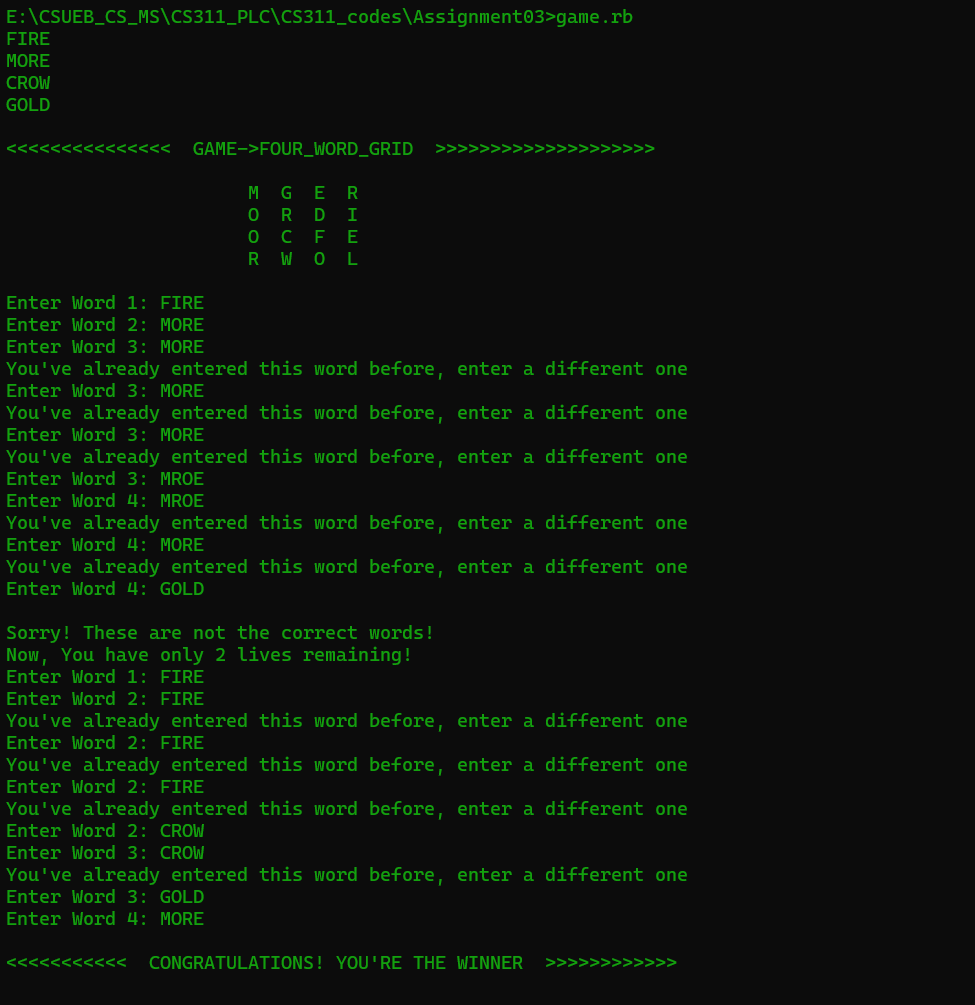 E:\CSUEB_CS_MS\CS311_PLC\CS311_codes\Assignment03>game.rb
FIRE
MORE
CROW
GOLD
<<<<<<<<<<<<<<<  GAME->FOUR_WORD_GRID  >>>>>>>>>>>>>>>>>>>>
M  G  E  R
O  R  D  I
O  C  F  E
R  W  O  L
Enter Word 1: FIRE
Enter Word 2: MORE
Enter Word 3: MORE
You've already entered this word before, enter a different one
Enter Word 3: MORE
You've already entered this word before, enter a different one
Enter Word 3: MORE
You've already entered this word before, enter a different one
Enter Word 3: MROE
Enter Word 4: MROE
You've already entered this word before, enter a different one
Enter Word 4: MORE
You've already entered this word before, enter a different one
Enter Word 4: GOLD
Sorry! These are not the correct words!
Now, You have only 2 lives remaining!
Enter Word 1: FIRE
Enter Word 2: FIRE
You've already entered this word before, enter a different one
Enter Word 2: FIRE
You've already entered this word before, enter a different one
Enter Word 2: FIRE
You've already entered this word before, enter a different one
Enter Word 2: CROW
Enter Word 3: CROW
You've already entered this word before, enter a different one
Enter Word 3: GOLD
Enter Word 4: MORE
<<<<<<<<<<<  CONGRATULATIONS! YOU'RE THE WINNER  >>>>>>>>>>>>